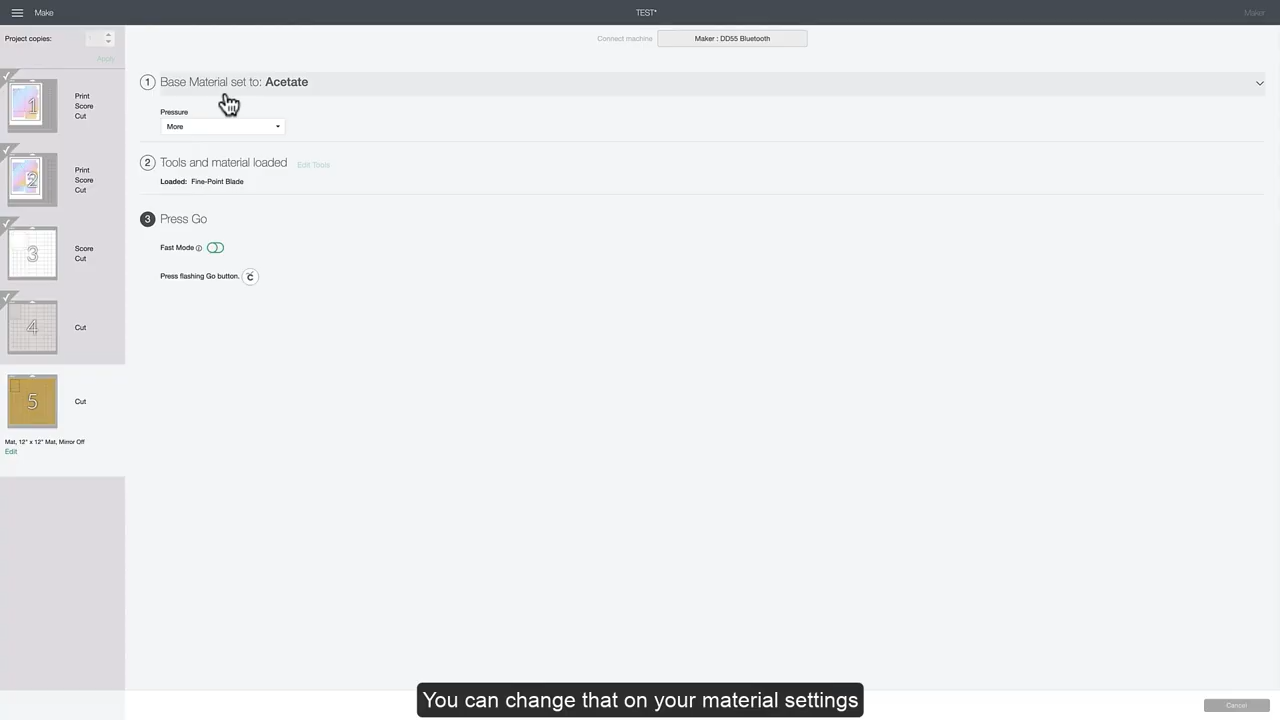 Make
TEST*
Maker
Project copies:
1
Apply
Connect machine
Maker : DD55 Bluetooth
1 Base Material set to: Acetate
Pressure
More
2 Tools and material loaded Edit Tools
Loaded: Fine-Point Blade
3 Press Go
Fast Mode
Press flashing Go button.
1
Print
Score
Cut
2
Print
Score
Cut
3
Score
Cut
4
Cut
5
Cut
Mat, 12" x 12" Mat, Mirror Off
Edit
You can change that on your material settings
Cancel